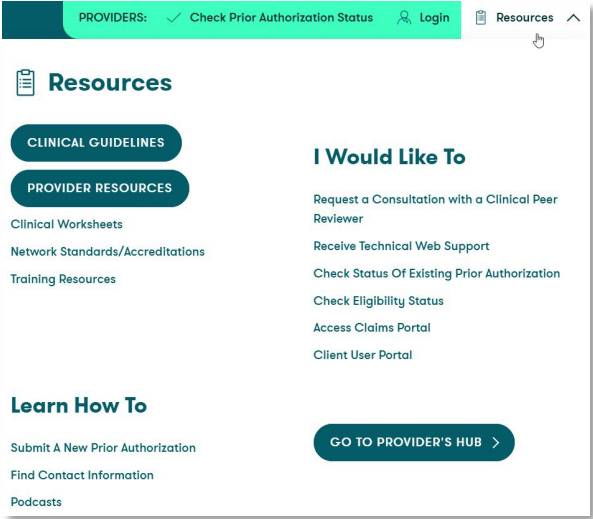 PROVIDERS: Check Prior Authorization Status Login Resources
Resources
CLINICAL GUIDELINES
PROVIDER RESOURCES
Clinical Worksheets
Network Standards/Accreditations
Training Resources
I Would Like To
Request a Consultation with a Clinical Peer
Reviewer
Receive Technical Web Support
Check Status Of Existing Prior Authorization
Check Eligibility Status
Access Claims Portal
Client User Portal
Learn How To
Submit A New Prior Authorization
Find Contact Information
Podcasts
GO TO PROVIDER'S HUB